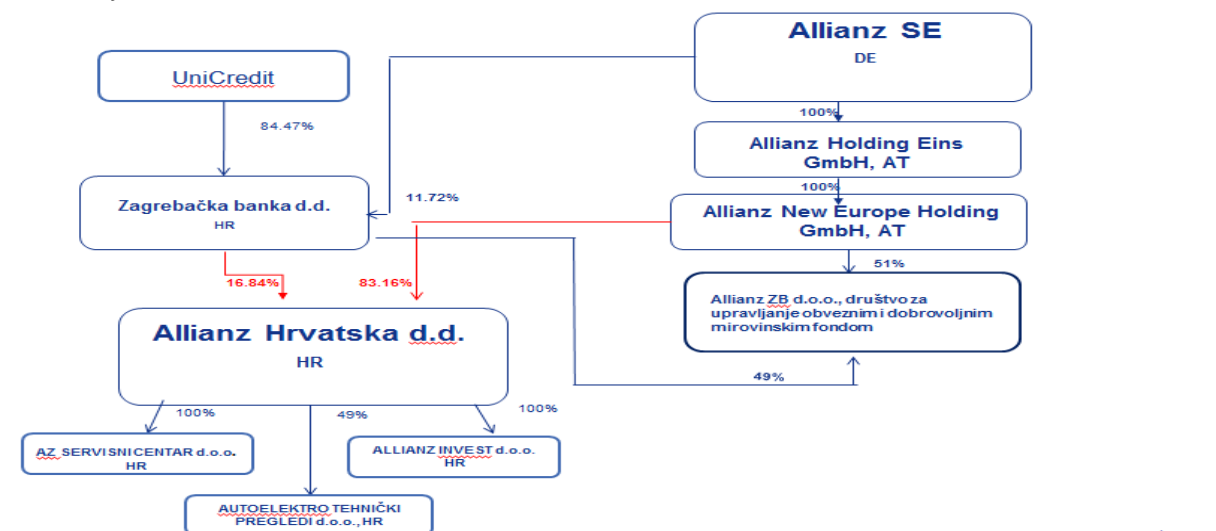 Allianz SE
DE
UniCredit
100%
84.47%
Allianz Holding Eins
GmbH, AT
100%
11.72%
Zagrebačka banka d.d.
HR
Allianz New Europe Holding
GmbH, AT
51%
16.84%
83.16%
Allianz ZB d.o.o., društvo za
upravljanje obveznim i dobrovoljnim
mirovinskim fondom
Allianz Hrvatska d.d.
HR
49%
100%
49%
100%
AZ SERVISNI CENTAR d.o.o.
HR
ALLIANZ INVEST d.o.o.
HR
AUTOELEKTRO TEHNIČKI
PREGLEDI d.o.o., HR